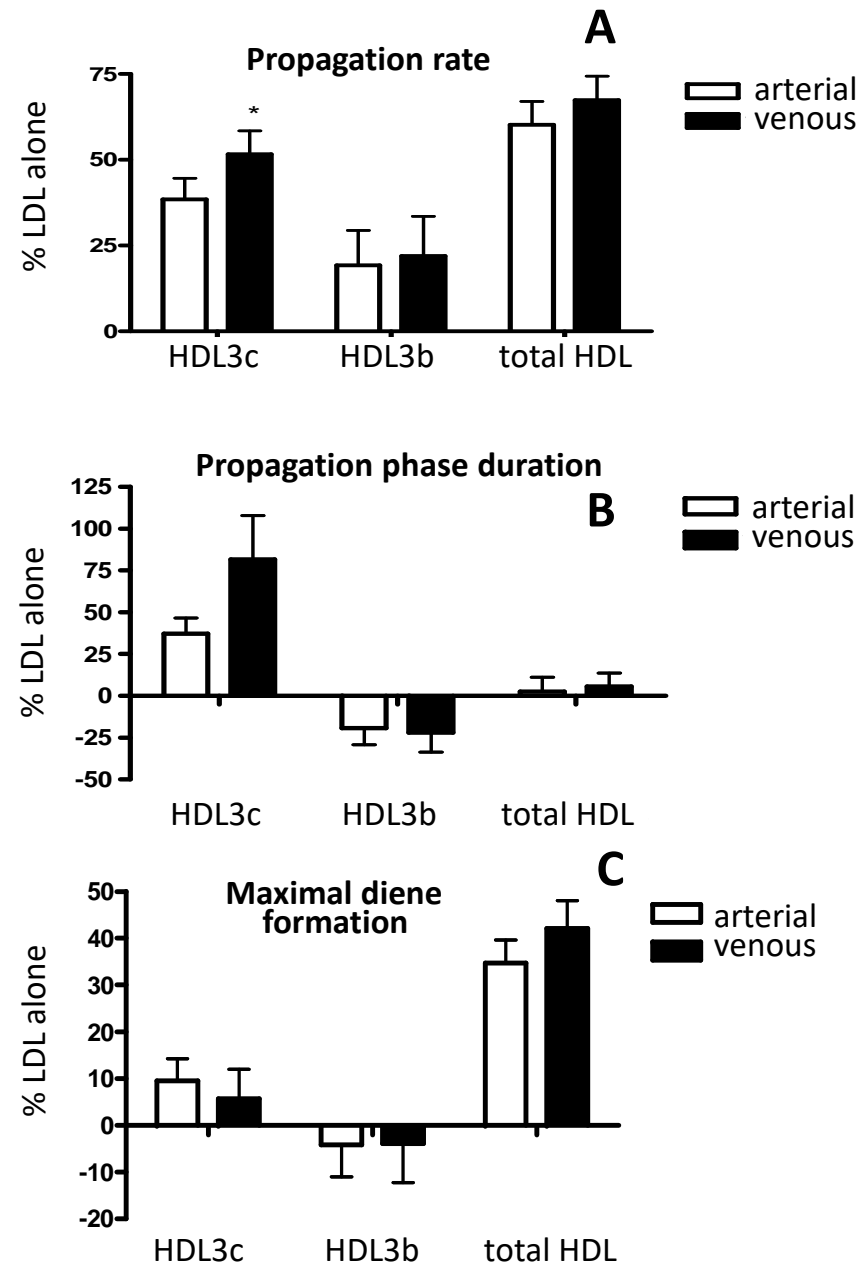 A
Propagation rate
arterial
venous
% LDL alone
75
50
25
0
*
HDL3c HDL3b total HDL
Propagation phase duration
B
arterial
venous
% LDL alone
125
100
75
50
25
0
-25
-50
HDL3c HDL3b total HDL
C
Maximal diene
formation
arterial
venous
% LDL alone
50
40
30
20
10
0
-10
-20
HDL3c HDL3b total HDL